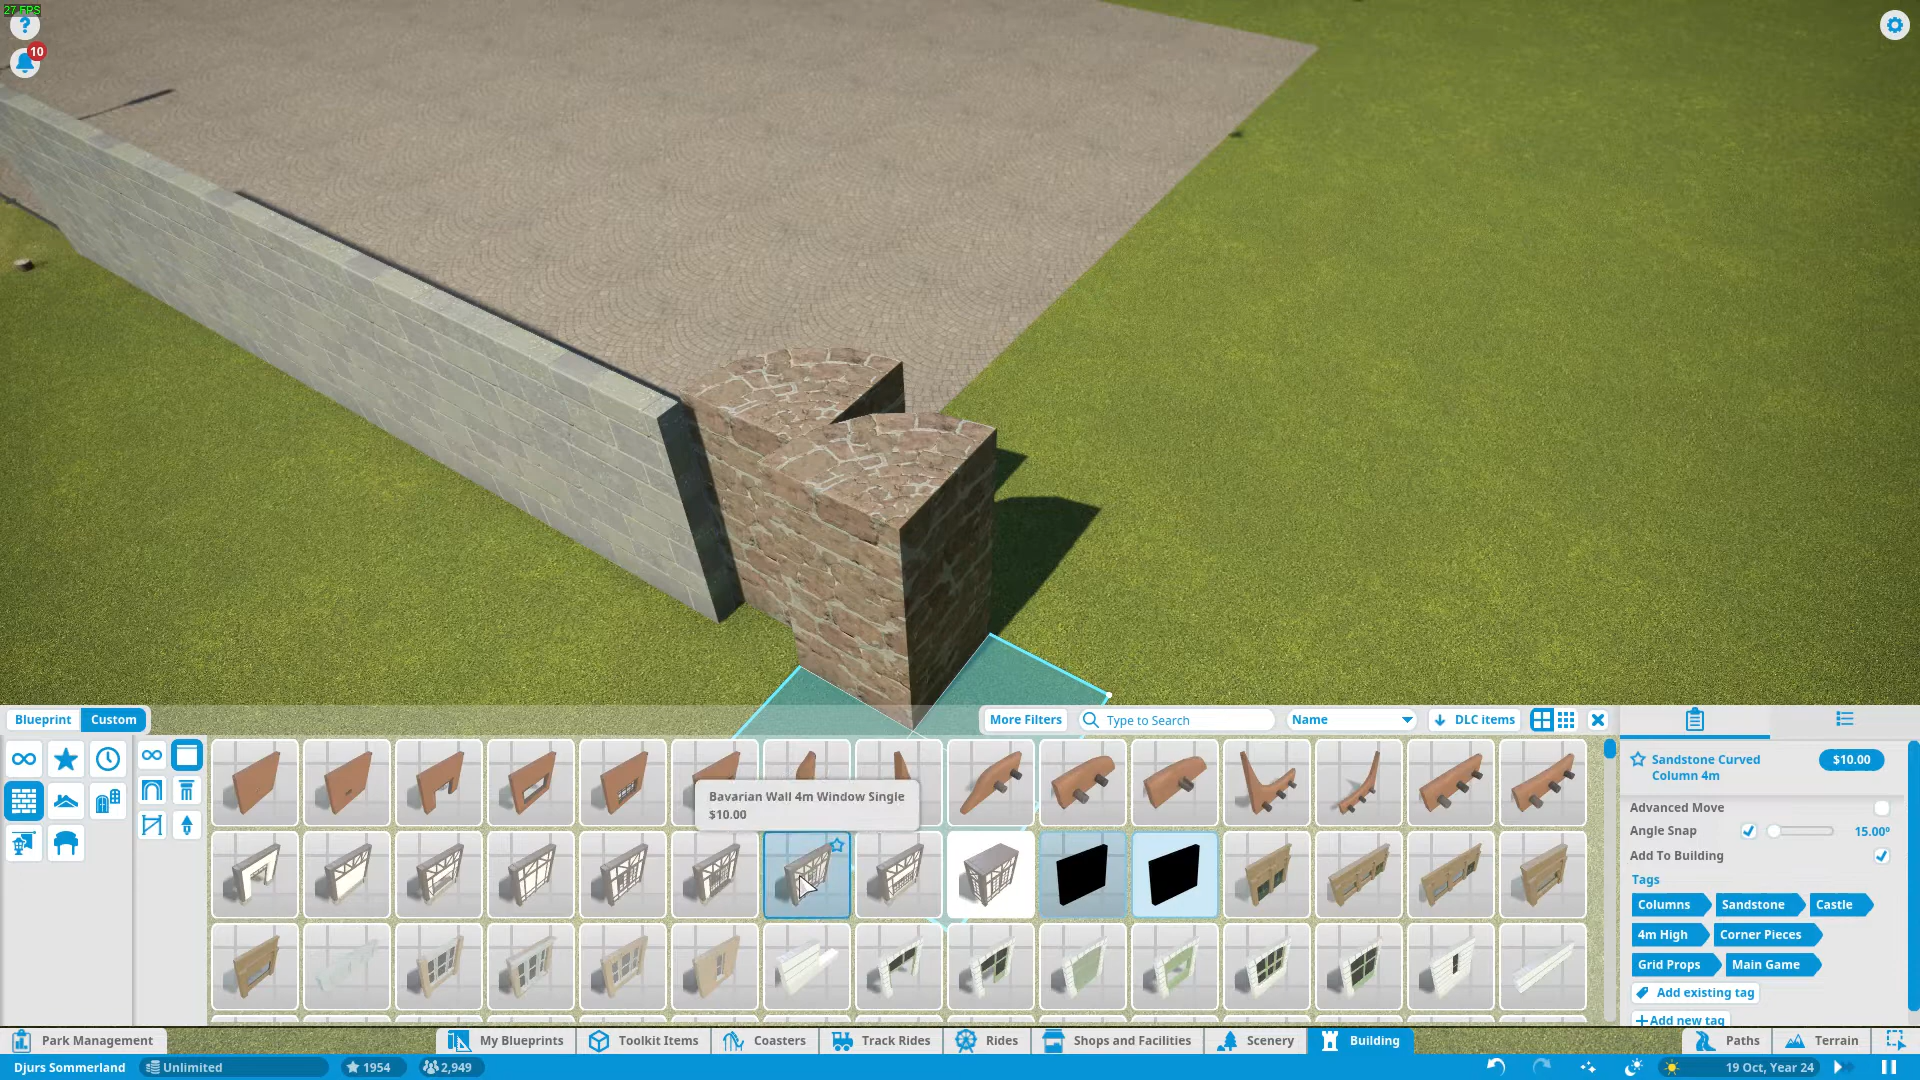 27 FPS
?
10
Blueprint
Custom
More Filters
Type to Search
Name
DLC items
Sandstone Curved
Column 4m
$10.00
Bavarian Wall 4m Window Single
$10.00
Advanced Move
Angle Snap
15.00°
Add To Building
Tags
Columns
Sandstone
Castle
4m High
Corner Pieces
Grid Props
Main Game
Add existing tag
+Add new tag
Park Management
My Blueprints
Toolkit Items
Coasters
Track Rides
Rides
Shops and Facilities
Scenery
Building
Paths
Terrain
Djurs Sommerland
Unlimited
1954
2,949
19 Oct, Year 24